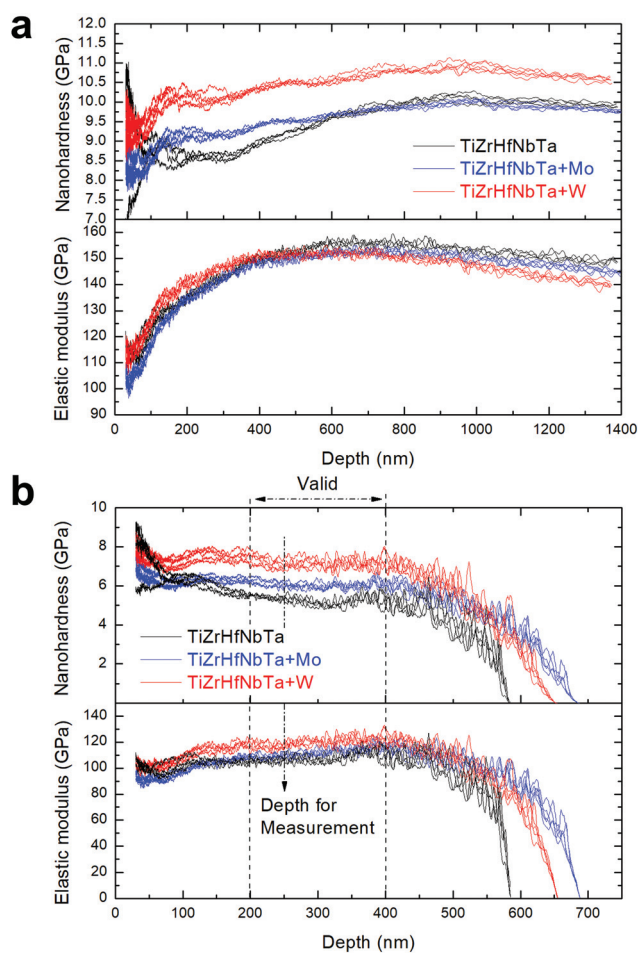 a
12.0
11.5
11.0
10.5
10.0
9.5
9.0
8.5
8.0
7.5
7.0
Nanohardness (GPa)
TiZrHfNbTa
TiZrHfNbTa+Mo
TiZrHfNbTa+W
160
150
140
130
120
110
100
90
Elastic modulus (GPa)
0 200 400 600 800 1000 1200 1400
Depth (nm)
b
Valid
10
8
6
4
2
Nanohardness (GPa)
TiZrHfNbTa
TiZrHfNbTa+Mo
TiZrHfNbTa+W
140
120
100
80
60
40
20
0
Elastic modulus (GPa)
Depth for
Measurement
0 100 200 300 400 500 600 700
Depth (nm)